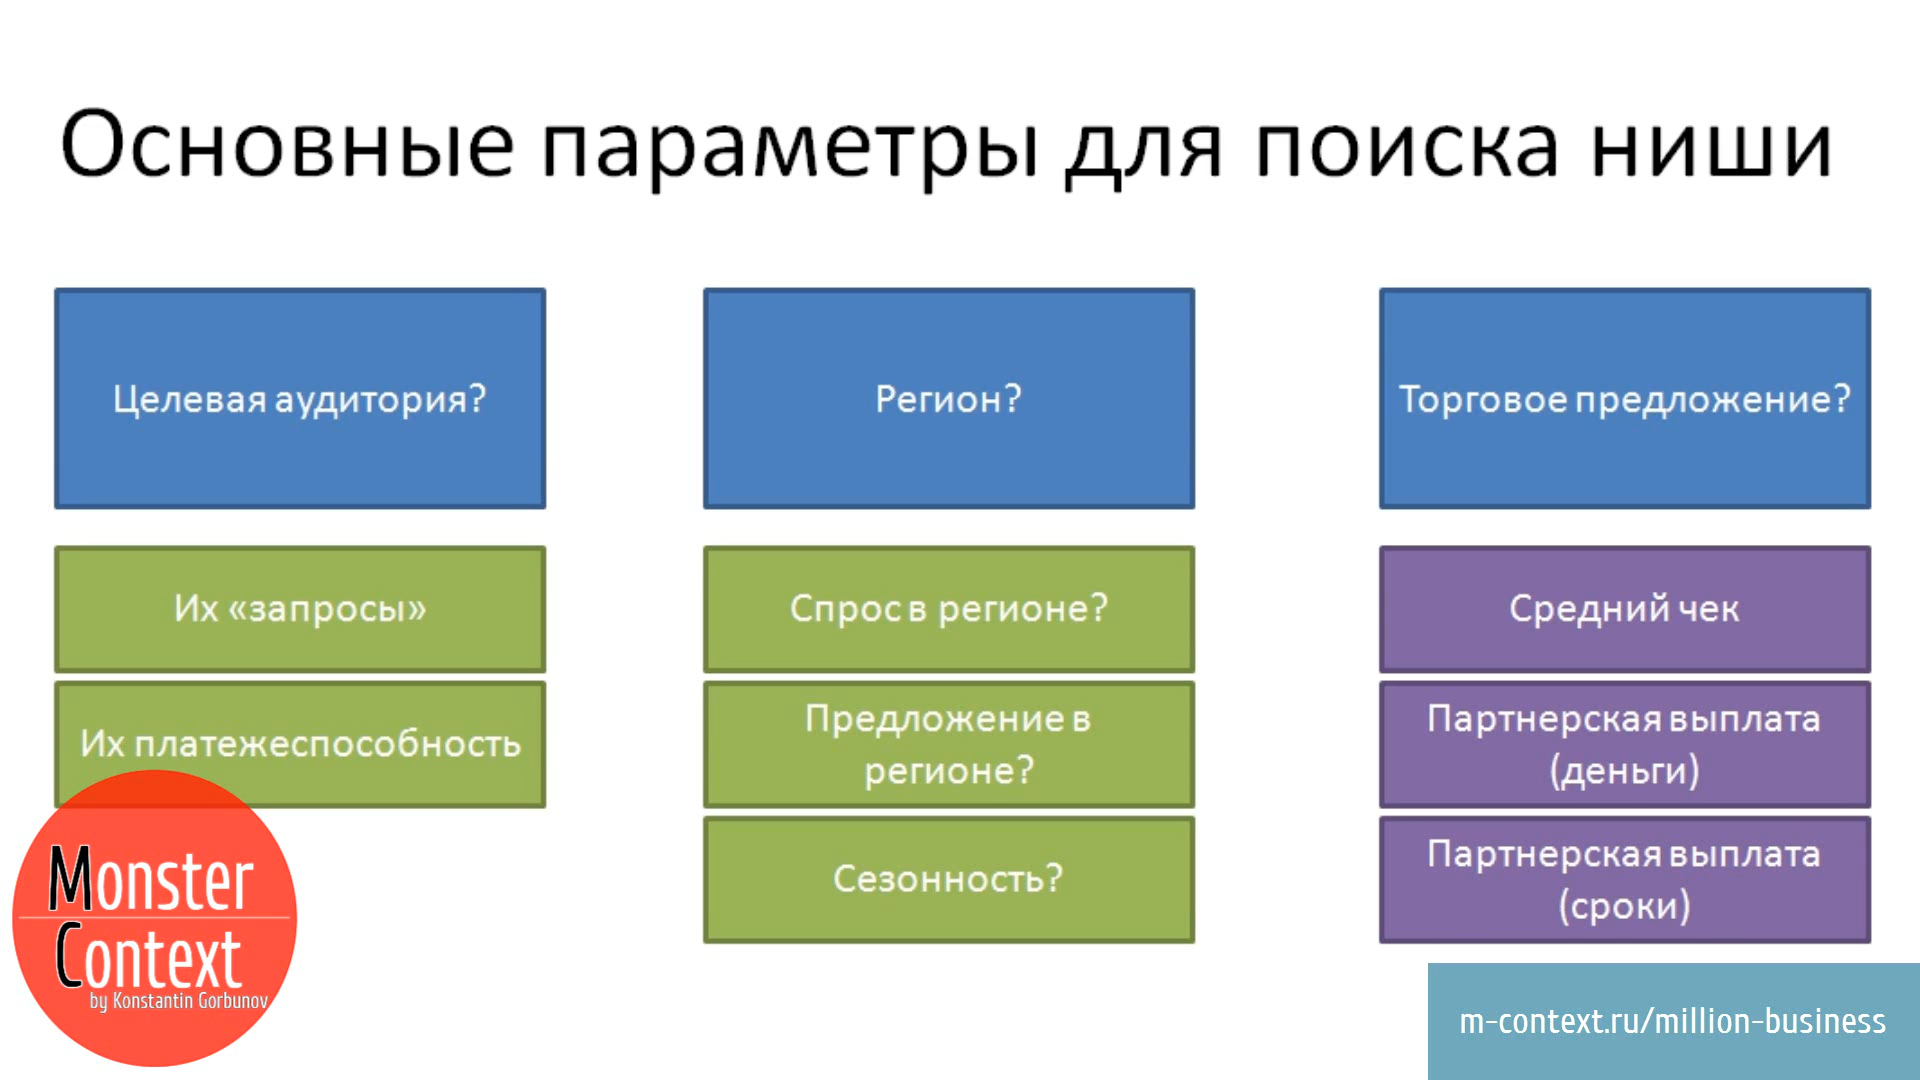 Основные параметры для поиска ниши
Целевая аудитория?
Их «запросы»
Их платежеспособность
Регион?
Спрос в регионе?
Предложение в
регионе?
Сезонность?
Торговое предложение?
Средний чек
Партнерская выплата
(деньги)
Партнерская выплата
(сроки)
Monster
Context
by Konstantin Gorbunov
m-context.ru/million-business